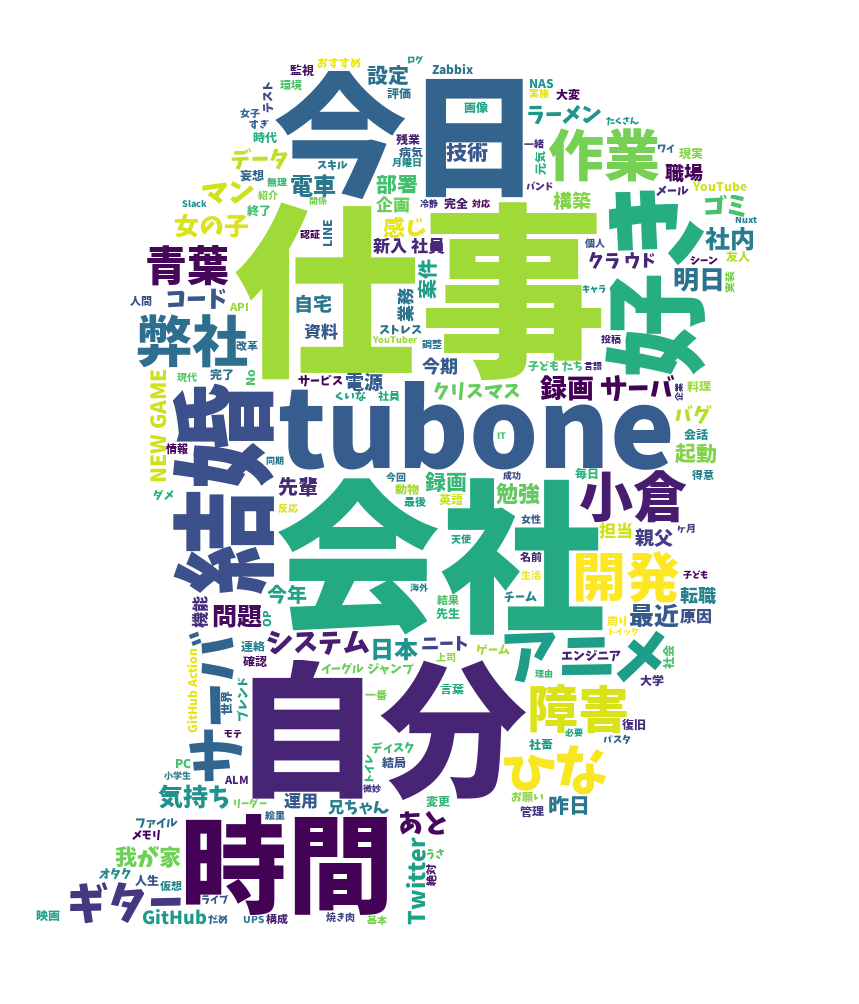 ログ
おすすめ
監視
設定
Zabbix
環境
評価
テスト
今日
画像
NAS
実施
大変
ラーメン
たくさん
女子
すぎ
時代
残業
病気
月曜日
技術
一緒
元気
作業
ワイ
現実
データ
スキル
妄想
無理
電車
部署
バンド
職場
マン
紹介
関係
企画
冷静
完全
対応
構築
メール
YouTube
ゴミ
Slack
終了
女の子
LINE
認証
感じ
仕事
好き
Nuxt
社内
友人
青葉
新入 社員
個人
クラウド
シーン
明日
実装
人間
コード
API
自宅
業務
案件
キャラ
弊社
資料
ストレス
YouTuber
調整
投稿
改革
今期
子ども たち
言語
現代
完了
No
サービス
電源
クリスマス
録画 サーバ
企業
料理
NEW GAME
結婚
くいな
社員
tubone
IT
バグ
会話
情報
同期
起動
得意
ダメ
先輩
今回
動物
最後
録画
英語
成功
勉強
毎日
小倉
反応
会社
天使
女性
担当
親父
ヶ月
名前
開発
子ども
生活
今年
海外
チーム
転職
機能
問題
OP
結果
先生
周り
トイック
最近
原因
サーバ
連絡
確認
システム
日本
ニート
上司
ゲーム
アニメ
エンジニア
社会
GitHub Action
世界
ブレンド
イーグル ジャンプ
理由
大学
自分
一番
言葉
障害
復旧
モテ
ディスク
社畜
必要
パスタ
PC
小学生
ALM
トイレ
結局
微妙
ひな
気持ち
リーダー
運用
兄ちゃん
変更
お願い
管理
昨日
ファイル
メモリ
絵里
時間
あと
我が家
Twitter
うさ
絶対
オタク
人生
仮想
ライブ
映画
ギター
GitHub
だめ
UPS
構成
焼き肉
基本